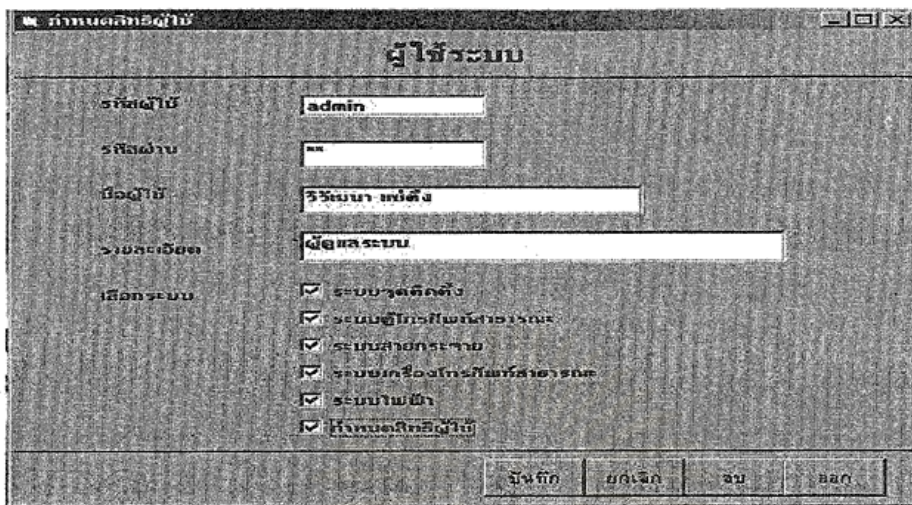 กำหนดสิทธิผู้ใช้
ผู้ใช้ระบบ
รหัสผู้ใช้ admin
รหัสผ่าน **
ชื่อผู้ใช้ วิวัฒนา
รายละเอียด ผู้ดูแลระบบ
เลือกระบบ ระบบจุดติดตั้ง
ระบบตู้โทรศัพท์สาธารณะ
ระบบสายกระจาย
ระบบเครื่องโทรศัพท์สาธารณะ
ระบบไฟฟ้า
กำหนดสิทธิผู้ใช้
บันทึก ยกเลิก ลบ ออก